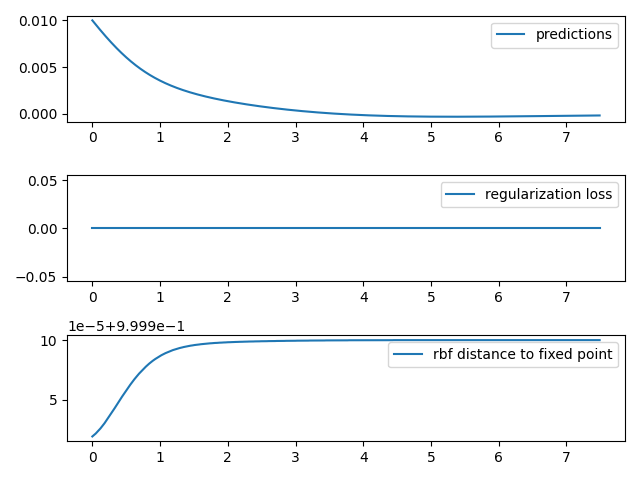 0.010
0.005
0.000
predictions
0 1 2 3 4 5 6 7
0.05
0.00
−0.05
regularization loss
0 1 2 3 4 5 6 7
1e−5+9.999e−1
10
5
rbf distance to fixed point
0 1 2 3 4 5 6 7